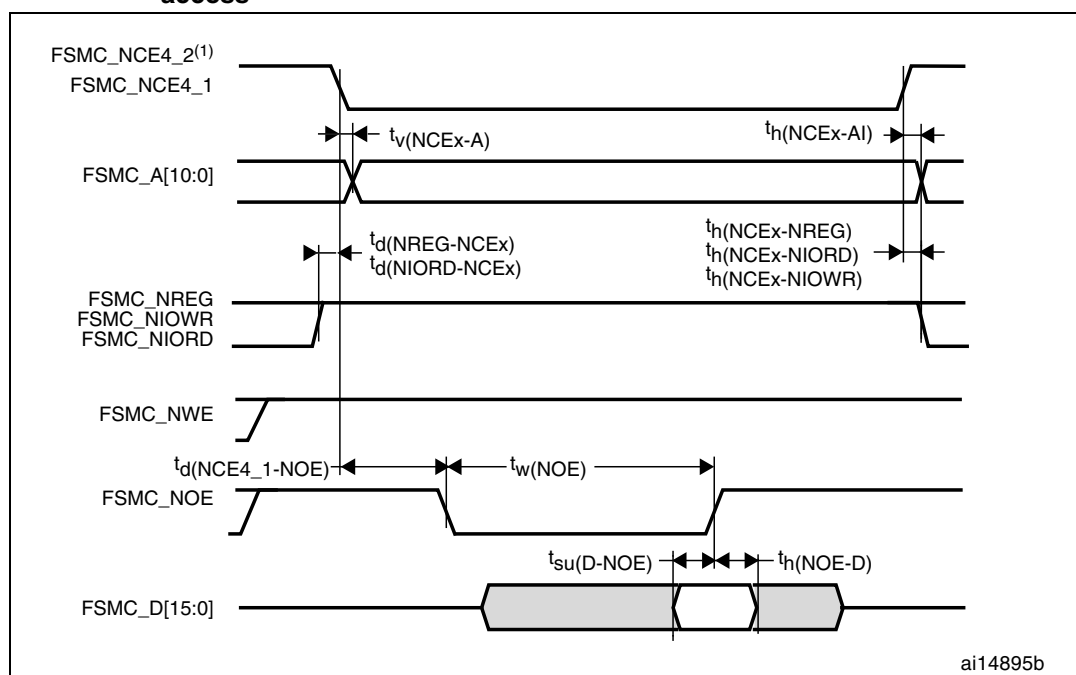 access
FSMC_NCE4_2(1)
FSMC_NCE4_1
tv(NCEx-A)
th(NCEx-AI)
FSMC_A[10:0]
td(NREG-NCEx)
td(NIORD-NCEx)
th(NCEx-NREG)
th(NCEx-NIORD)
th(NCEx-NIOWR)
FSMC_NREG
FSMC_NIOWR
FSMC_NIORD
FSMC_NWE
td(NCE4_1-NOE)
tw(NOE)
FSMC_NOE
tsu(D-NOE)
th(NOE-D)
FSMC_D[15:0]
ai14895b